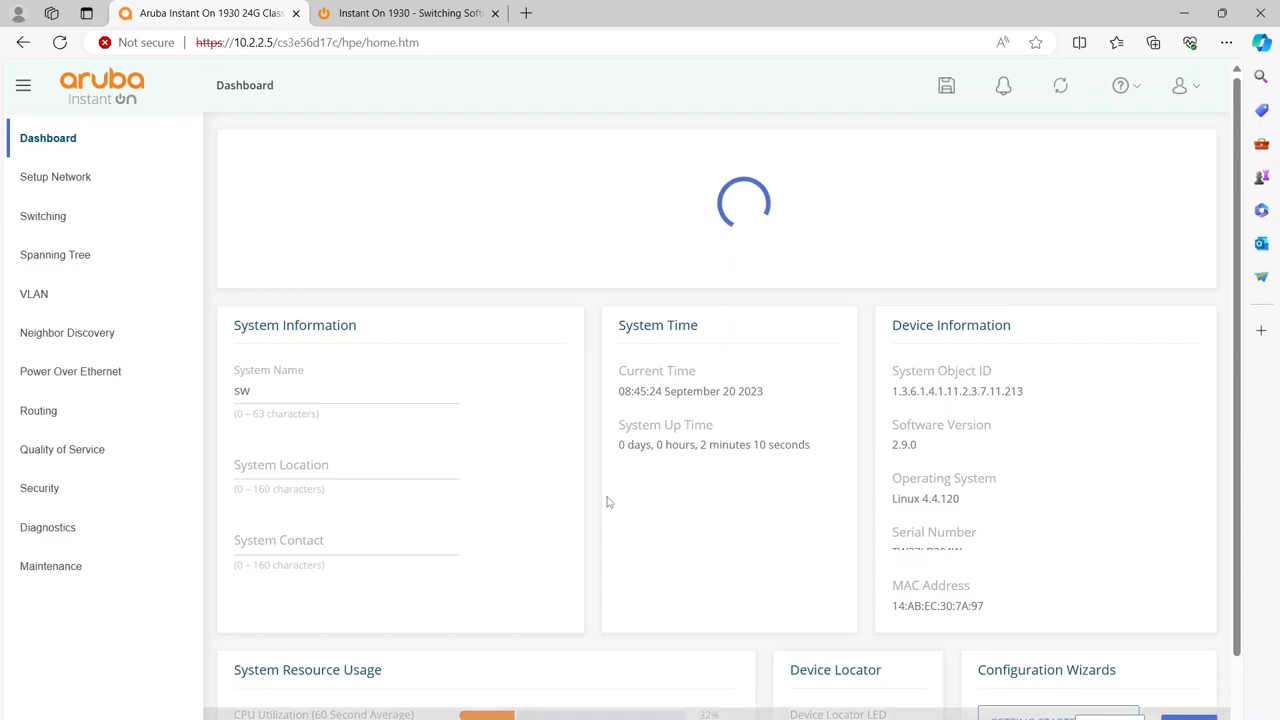 Aruba Instant On 1930 24G Class
Instant On 1930 - Switching Soft
Not secure
https://10.2.2.5/cs3e56d17c/hpe/home.htm
aruba
instant on
Dashboard
Dashboard
Setup Network
Switching
Spanning Tree
VLAN
Neighbor Discovery
Power Over Ethernet
Routing
Quality of Service
Security
Diagnostics
Maintenance
System Information
System Name
sw
(0 – 63 characters)
System Location
(0 – 160 characters)
System Contact
(0 – 160 characters)
System Time
Current Time
08:45:24 September 20 2023
System Up Time
0 days, 0 hours, 2 minutes 10 seconds
Device Information
System Object ID
1.3.6.1.4.1.11.2.3.7.11.213
Software Version
2.9.0
Operating System
Linux 4.4.120
Serial Number
MAC Address
14:AB:EC:30:7A:97
System Resource Usage
CPU Utilization (60 Second Average)
32%
Device Locator
Device Locator LED
Configuration Wizards